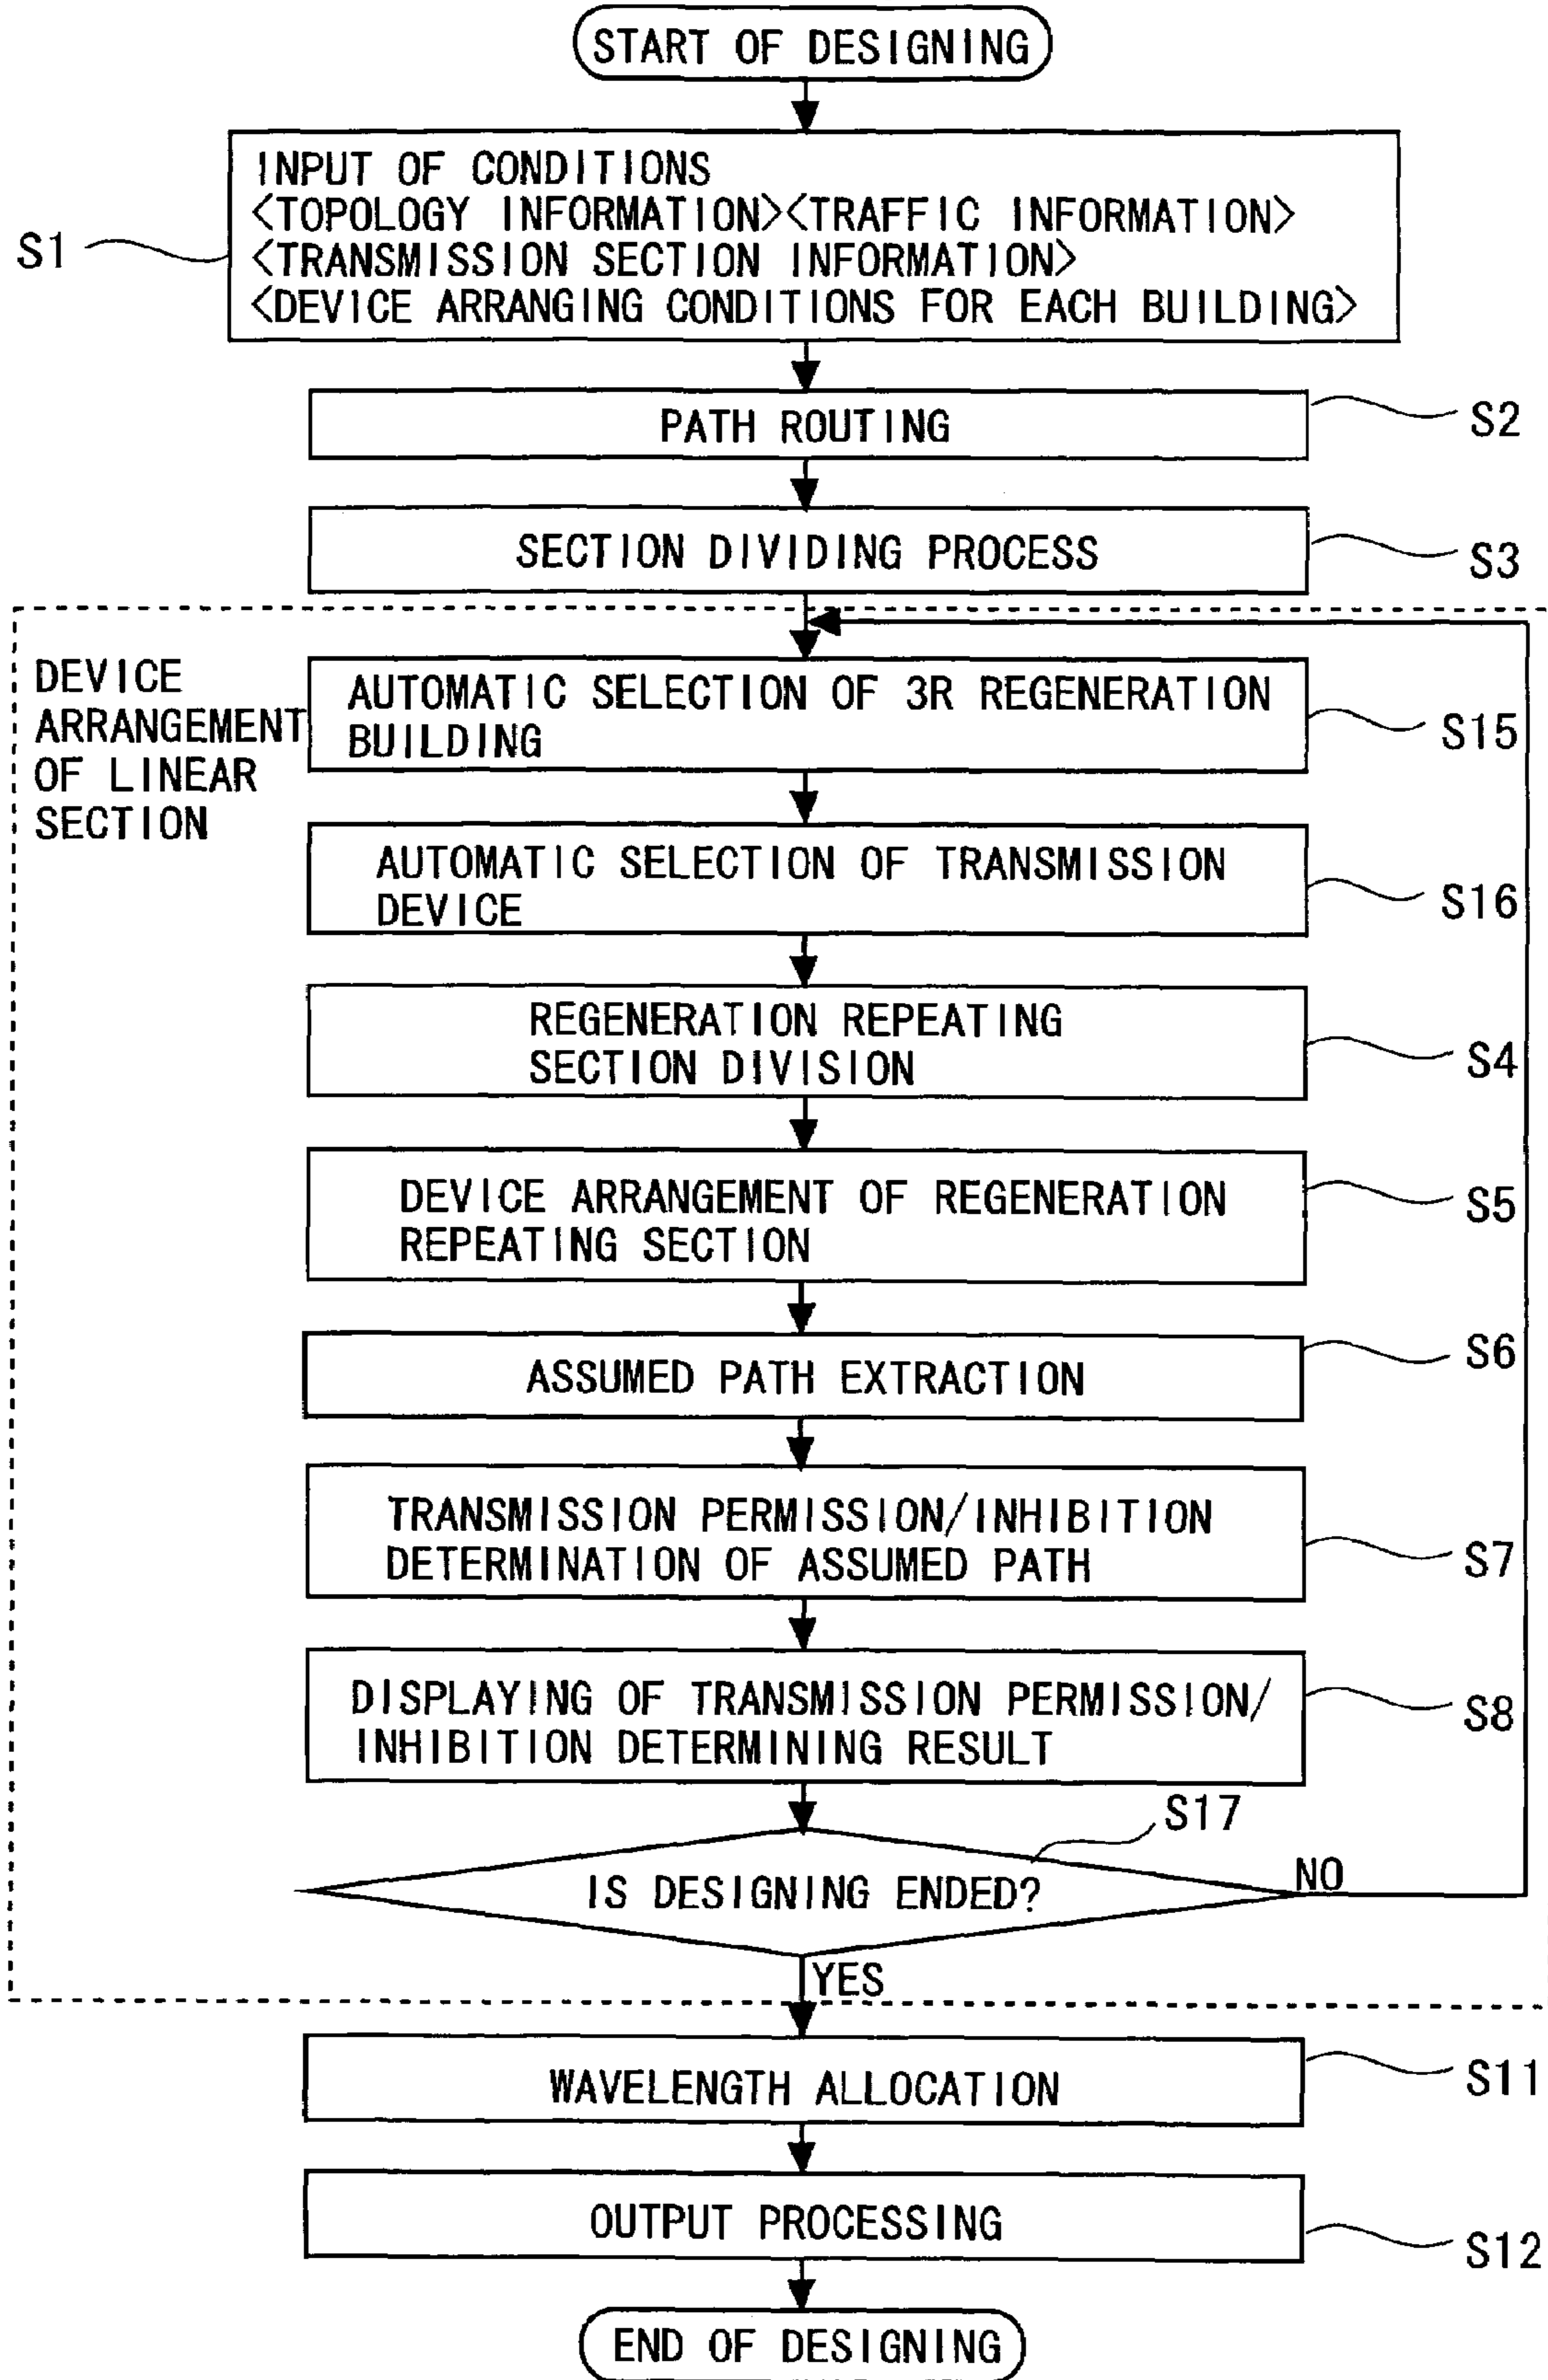 START OF DESIGNING
INPUT OF CONDITIONS
<TOPOLOGY INFORMATION><TRAFFIC INFORMATION>
<TRANSMISSION SECTION INFORMATION>
<DEVICE ARRANGING CONDITIONS FOR EACH BUILDING>
S1
PATH ROUTING
S2
SECTION DIVIDING PROCESS
S3
DEVICE
ARRANGEMENT
OF LINEAR
SECTION
AUTOMATIC SELECTION OF 3R REGENERATION
BUILDING
S15
AUTOMATIC SELECTION OF TRANSMISSION
DEVICE
S16
REGENERATION REPEATING
SECTION DIVISION
S4
DEVICE ARRANGEMENT OF REGENERATION
REPEATING SECTION
S5
ASSUMED PATH EXTRACTION
S6
TRANSMISSION PERMISSION/INHIBITION
DETERMINATION OF ASSUMED PATH
S7
DISPLAYING OF TRANSMISSION PERMISSION/
INHIBITION DETERMINING RESULT
S8
S17
IS DESIGNING ENDED?
NO
YES
WAVELENGTH ALLOCATION
S11
OUTPUT PROCESSING
S12
END OF DESIGNING